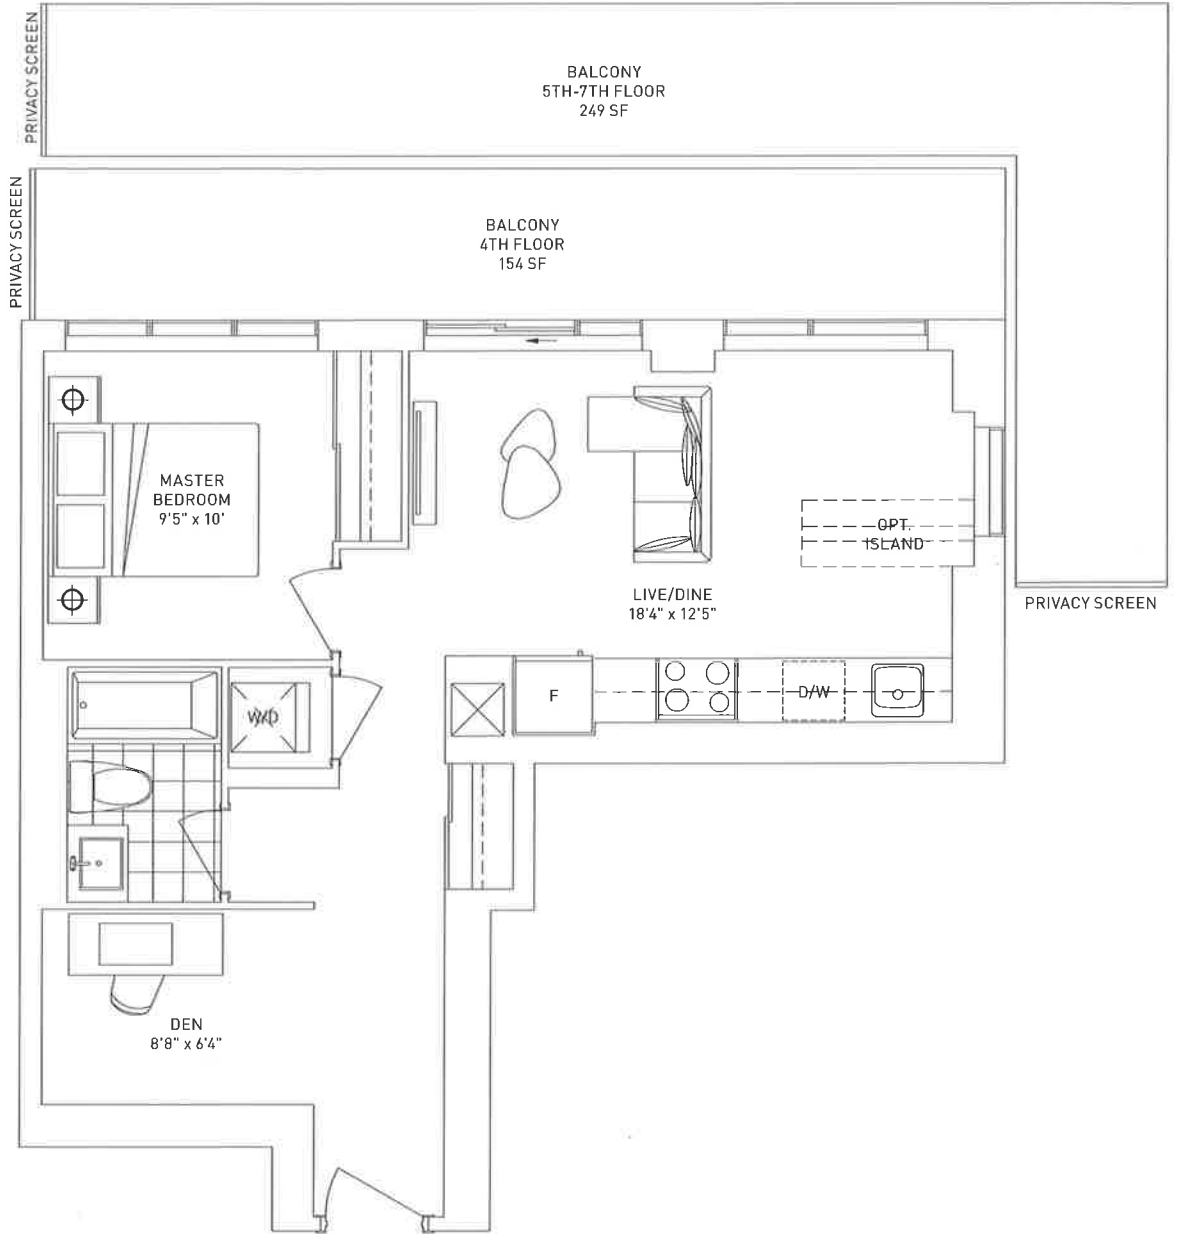 PRIVACY SCREEN
BALCONY
5TH-7TH FLOOR
249 SF
PRIVACY SCREEN
BALCONY
4TH FLOOR
154 SF
MASTER
BEDROOM
9'5" x 10'
OPT.
ISLAND
LIVE/DINE
18'4" x 12'5"
PRIVACY SCREEN
W/D
F
D/W
DEN
8'8" x 6'4"